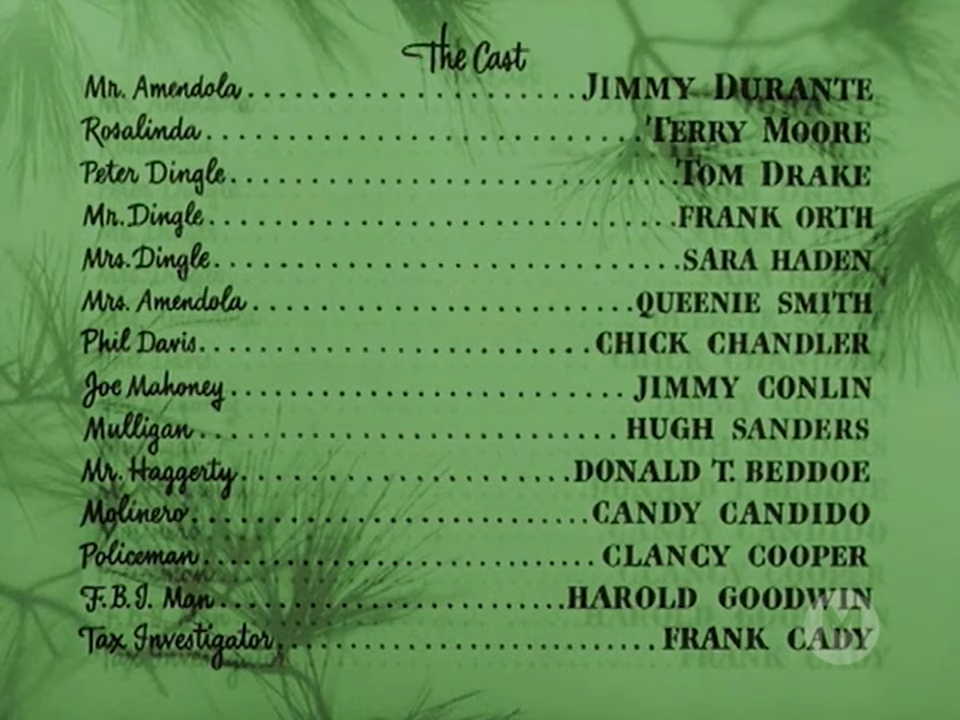 The Cast
Mr. Amendola.....................JIMMY DURANTE
Rosalinda...........................TERRY MOORE
Peter Dingle...........................TOM DRAKE
Mr. Dingle............................FRANK ORTH
Mrs. Dingle............................SARA HADEN
Mrs. Amendola.......................QUEENIE SMITH
Phil Davis........................CHICK CHANDLER
Joe Mahoney........................JIMMY CONLIN
Mulligan..........................HUGH SANDERS
Mr. Haggerty....................DONALD T. BEDDOE
Molinero........................CANDY CANDIDO
Policeman........................CLANCY COOPER
F.B.I. Man.....................HAROLD GOODWIN
Tax Investigator.......................FRANK CADY
M